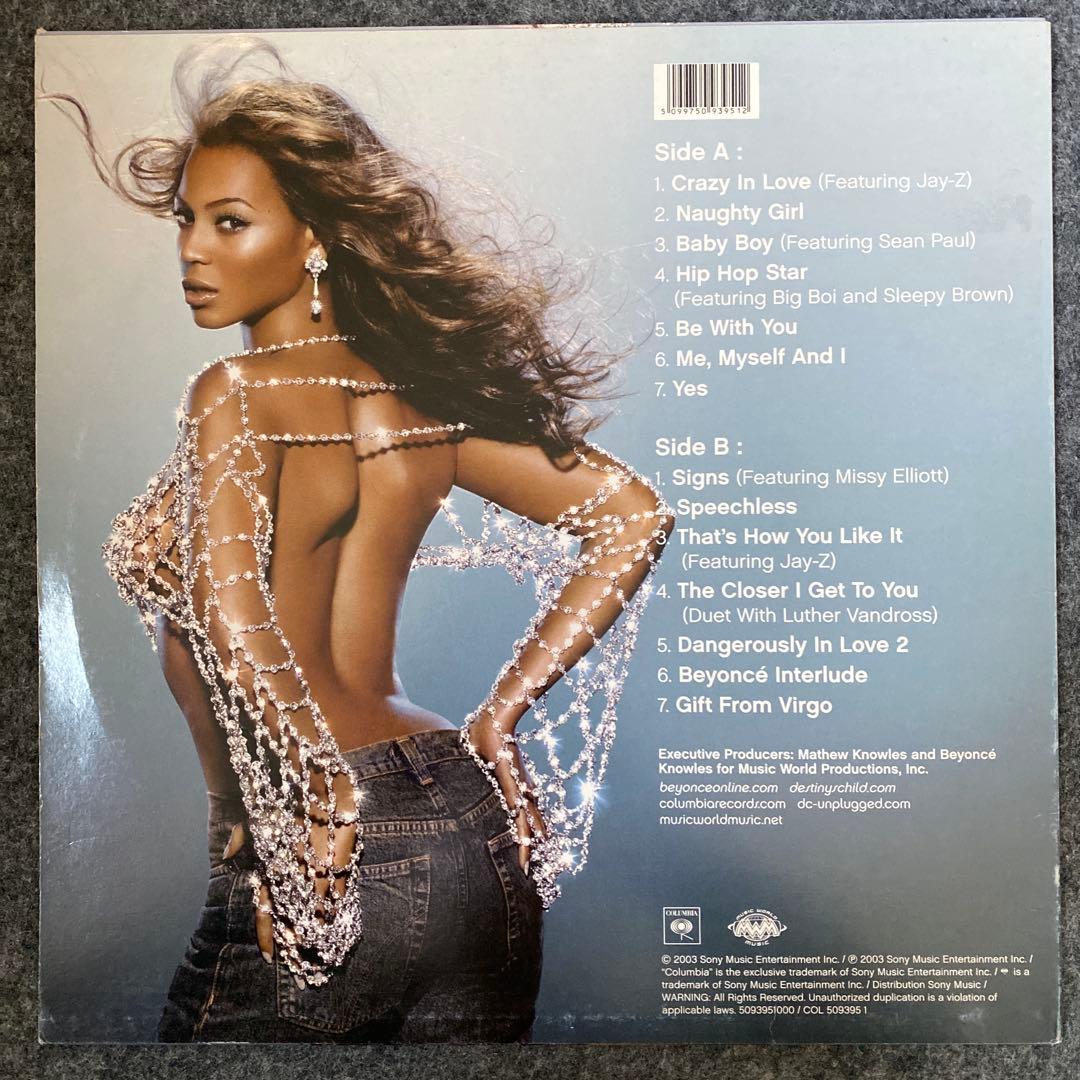 5 099750 939512
Side A :
1. Crazy In Love (Featuring Jay-Z)
2. Naughty Girl
3. Baby Boy (Featuring Sean Paul)
4. Hip Hop Star
(Featuring Big Boi and Sleepy Brown)
5. Be With You
6. Me, Myself And I
7. Yes
Side B :
1. Signs (Featuring Missy Elliott)
2. Speechless
3. That's How You Like It
(Featuring Jay-Z)
4. The Closer I Get To You
(Duet With Luther Vandross)
5. Dangerously In Love 2
6. Beyoncé Interlude
7. Gift From Virgo
Executive Producers: Mathew Knowles and Beyoncé
Knowles for Music World Productions, Inc.
beyonceonline.com destinyschild.com
columbiarecords.com dc-unplugged.com
musicworldmusic.net
COLUMBIA
MUSIC WORLD
MWM
MUSIC
© 2003 Sony Music Entertainment Inc. / ℗ 2003 Sony Music Entertainment Inc. /
"Columbia" is the exclusive trademark of Sony Music Entertainment Inc. / is a
trademark of Sony Music Entertainment Inc. / Distribution Sony Music /
WARNING: All Rights Reserved. Unauthorized duplication is a violation of
applicable laws. 5093951000 / COL 509395 1